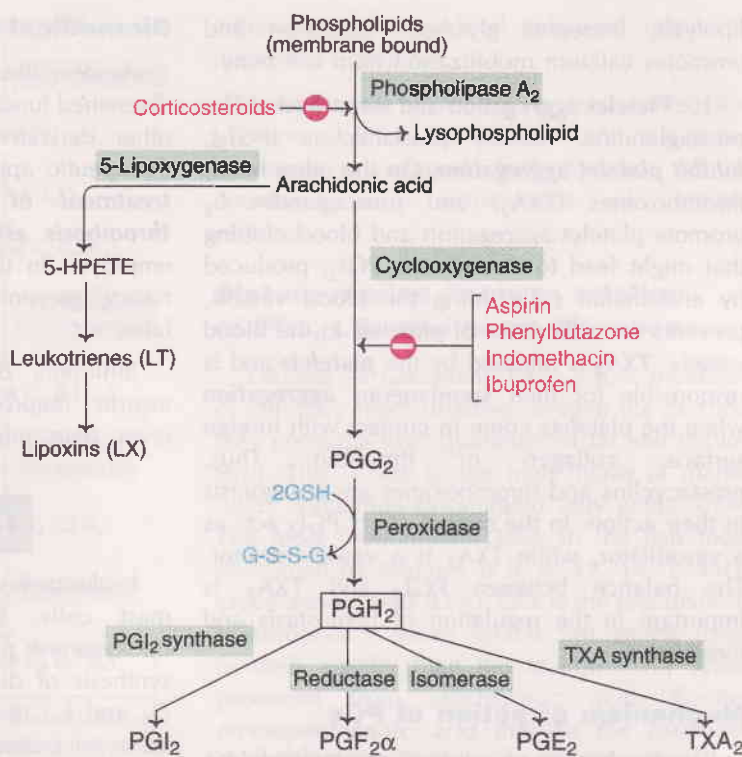 Phospholipids
(membrane bound)
Phospholipase A₂
Corticosteroids
Lysophospholipid
5-Lipoxygenase
Arachidonic acid
5-HPETE
Cyclooxygenase
Aspirin
Phenylbutazone
Indomethacin
Ibuprofen
Leukotrienes (LT)
Lipoxins (LX)
PGG₂
2GSH
Peroxidase
G-S-S-G
PGH₂
PGI₂ synthase
TXA synthase
Reductase
Isomerase
PGI₂
PGF₂α
PGE₂
TXA₂